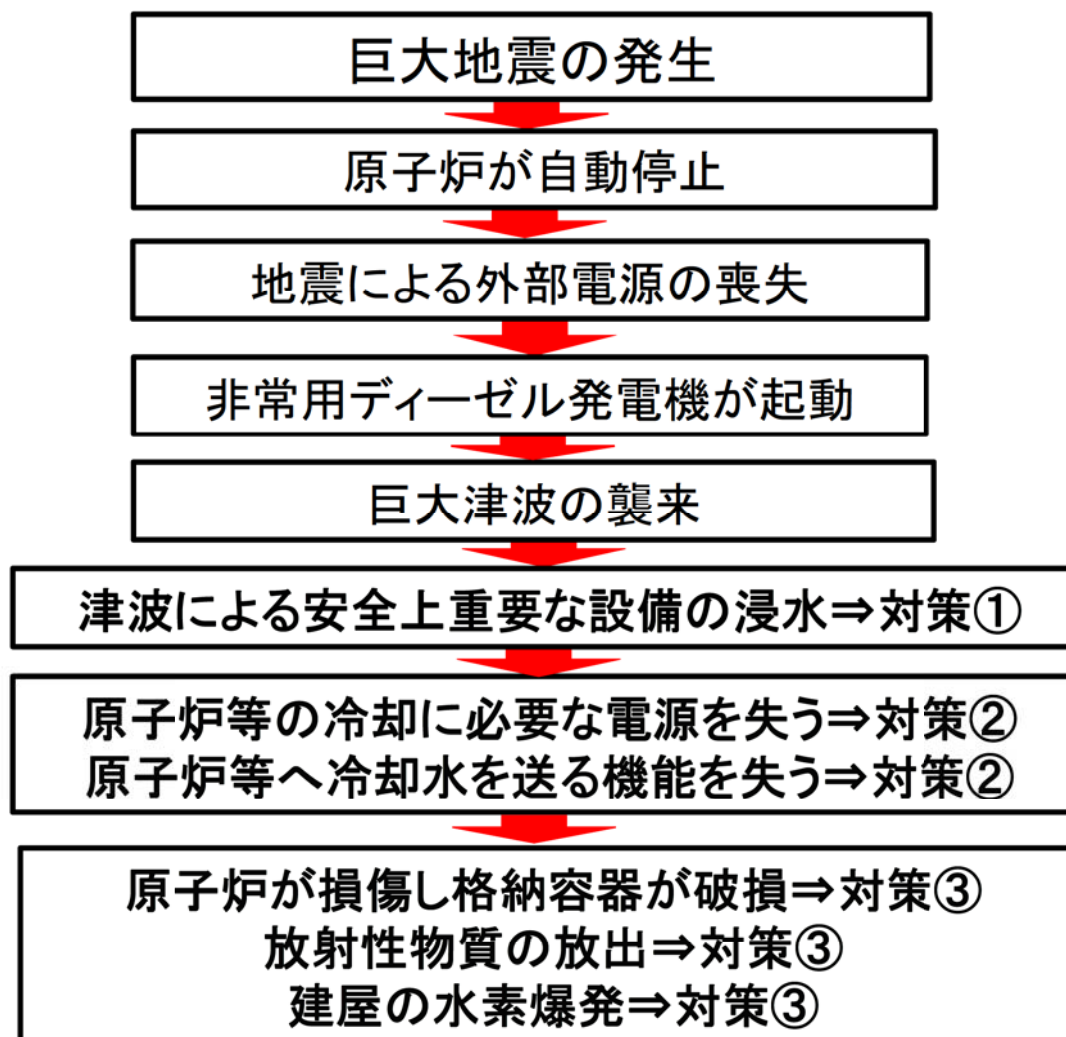 巨大地震の発生
原子炉が自動停止
地震による外部電源の喪失
非常用ディーゼル発電機が起動
巨大津波の襲来
津波による安全上重要な設備の浸水⇒対策①
原子炉等の冷却に必要な電源を失う⇒対策②
原子炉等へ冷却水を送る機能を失う⇒対策②
原子炉が損傷し格納容器が破損⇒対策③
放射性物質の放出⇒対策③
建屋の水素爆発⇒対策③